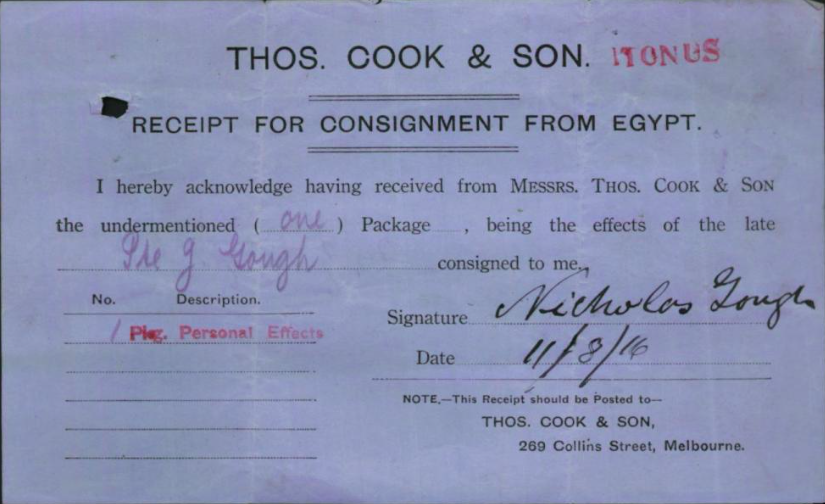 THOS. COOK & SON. ITONUS
RECEIPT FOR CONSIGNMENT FROM EGYPT.
I hereby acknowledge having received from MESSRS. THOS. COOK & SON
the undermentioned ( one ) Package , being the effects of the late
Pte J Gough consigned to me.
No. Description.
1 Pkg. Personal Effects
Signature Nicholas Gough
Date 11/8/16
NOTE.—This Receipt should be Posted to—
THOS. COOK & SON,
269 Collins Street, Melbourne.